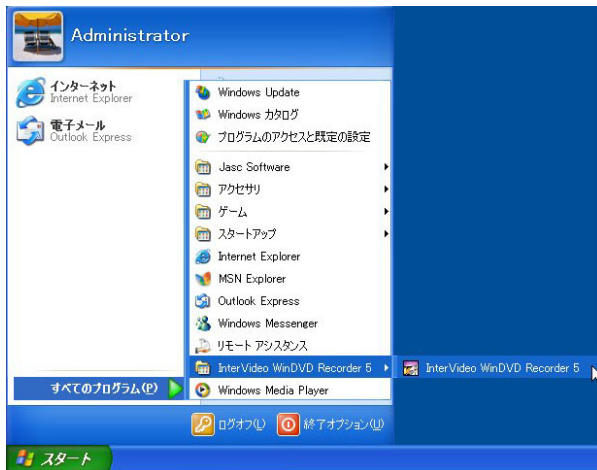 Administrator
インターネット
Internet Explorer
電子メール
Outlook Express
Windows Update
Windows カタログ
プログラムのアクセスと既定の設定
Jasc Software
アクセサリ
ゲーム
スタートアップ
Internet Explorer
MSN Explorer
Outlook Express
Windows Messenger
リモート アシスタンス
InterVideo WinDVD Recorder 5
InterVideo WinDVD Recorder 5
Windows Media Player
すべてのプログラム(P)
ログオフ(L)
終了オプション(U)
スタート